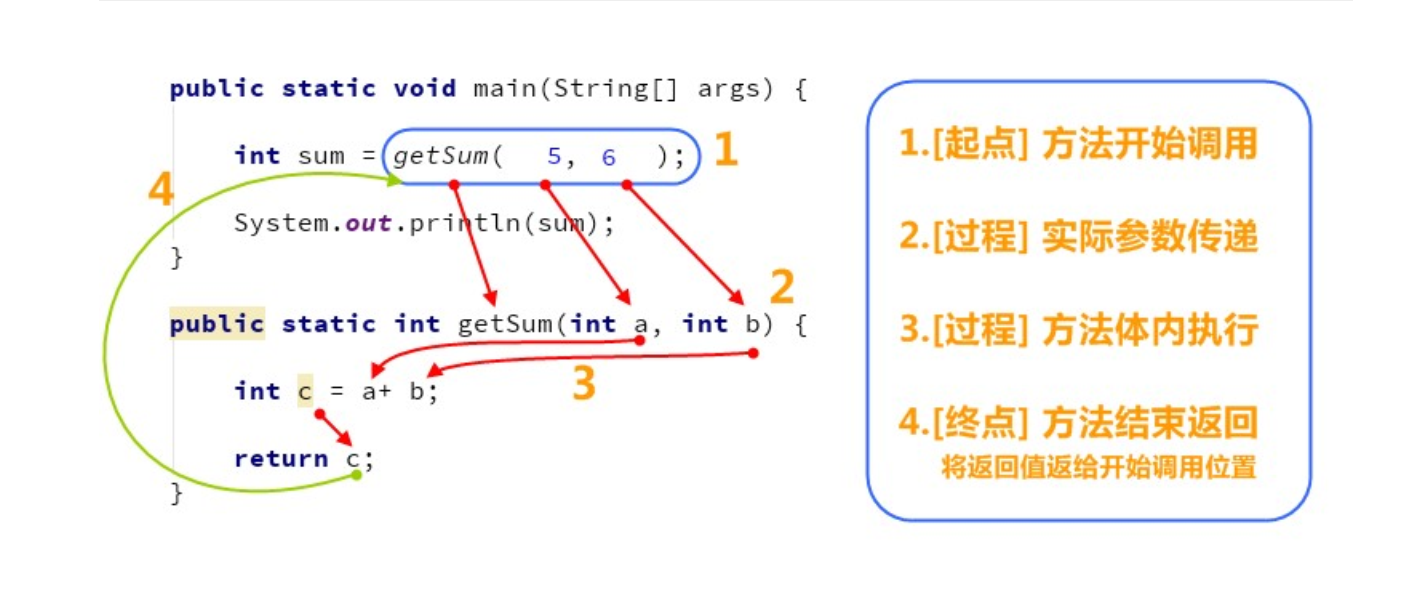 public static void main(String[] args) {
int sum = getSum( 5, 6 ); 1
4
System.out.println(sum);
}
2
public static int getSum(int a, int b) {
3
int c = a+ b;
return c;
}
1.[起点] 方法开始调用
2.[过程] 实际参数传递
3.[过程] 方法体内执行
4.[终点] 方法结束返回
将返回值返给开始调用位置